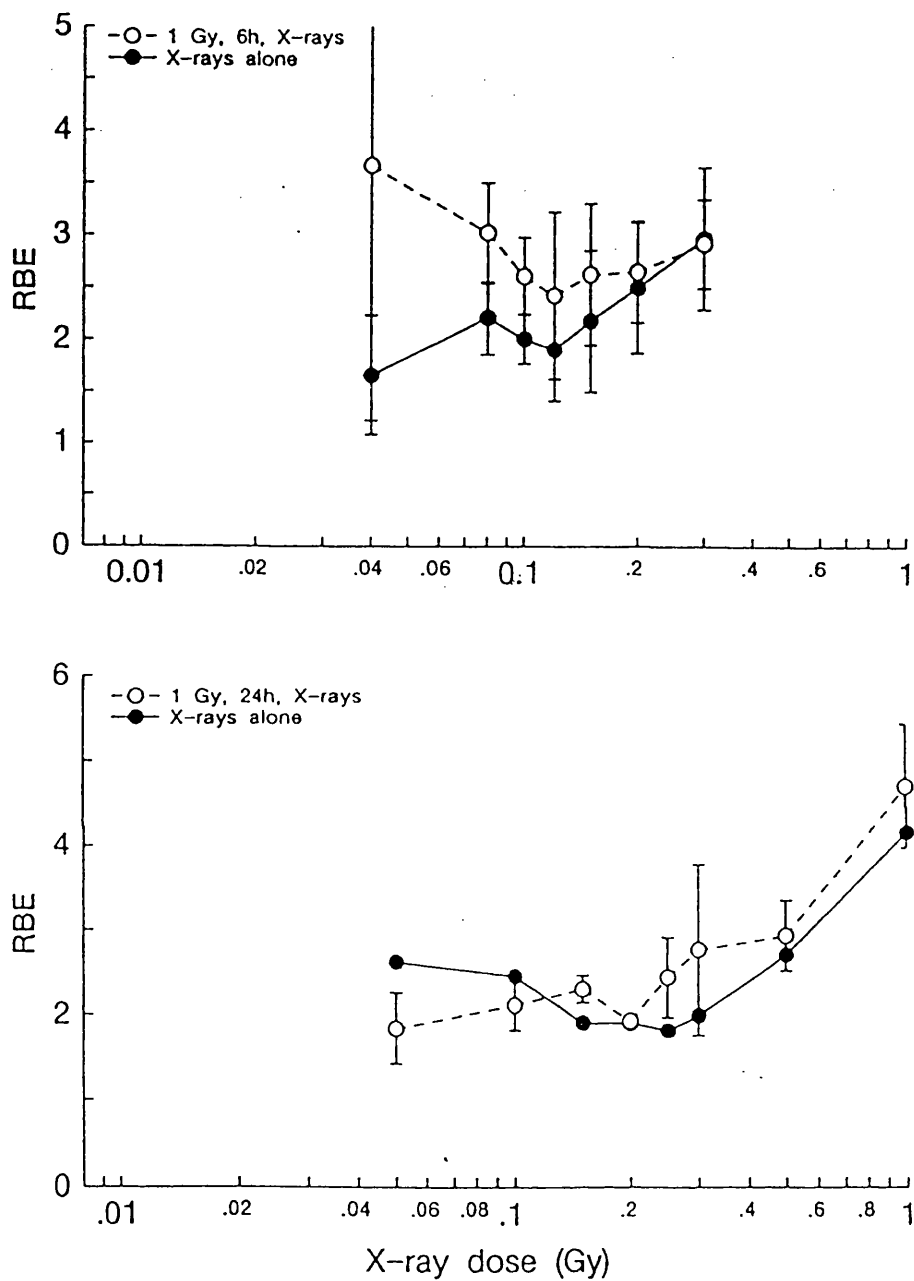 5
-O- 1 Gy, 6h, X-rays
X-rays alone
4
3
RBE
2
1
0
0.01 .02 .04 .06 0.1 .2 .4 .6 1
6
-O- 1 Gy, 24h, X-rays
X-rays alone
4
RBE
2
0
.01 .02 .04 .06 .08 .1 .2 .4 .6 .8 1
X-ray dose (Gy)